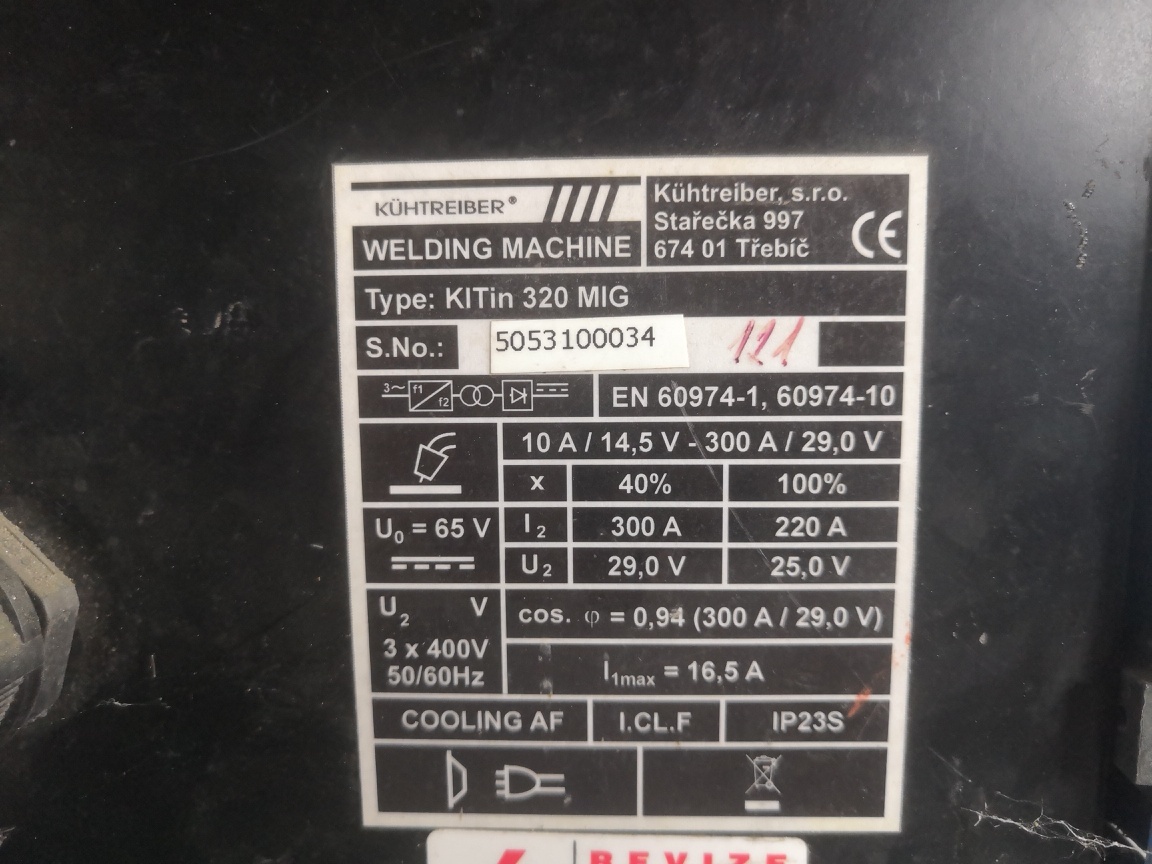 KÜHTREIBER®
WELDING MACHINE
Kühtreiber, s.r.o.
Stařečka 997
674 01 Třebíč
CE
Type: KITin 320 MIG
S.No.: 5053100034 121
3~ f1 f2
EN 60974-1, 60974-10
10 A / 14,5 V - 300 A / 29,0 V
x 40% 100%
U0 = 65 V
I2 300 A 220 A
U2 29,0 V 25,0 V
U2 V
3 x 400V
50/60Hz
cos. φ = 0,94 (300 A / 29,0 V)
I1max = 16,5 A
COOLING AF I.CL.F IP23S
REVIZE